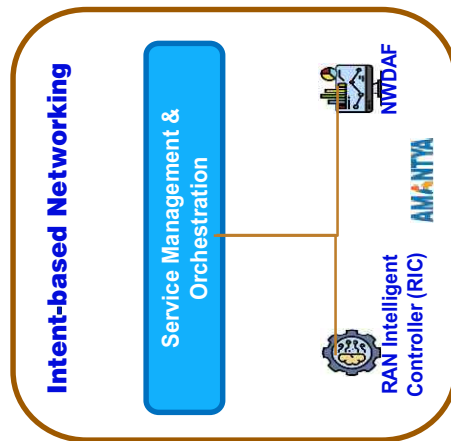 Intent-based Networking
Service Management &
Orchestration
RAN Intelligent
Controller (RIC)
NWDAF
AMANTYA